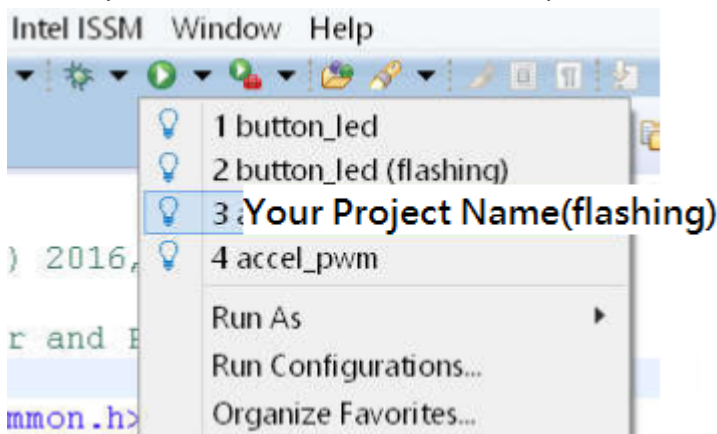 Intel ISSM Window Help
1 button_led
2 button_led (flashing)
3 Your Project Name(flashing)
) 2016,
4 accel_pwm
Run As
r and
Run Configurations...
mmon.h>
Organize Favorites...